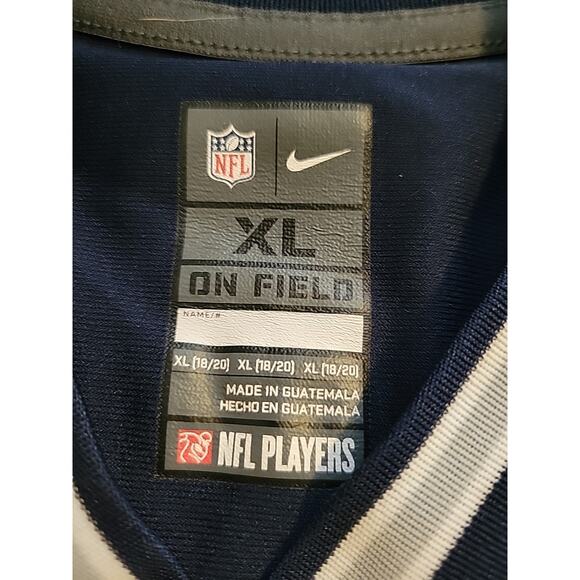 NFL
XL
ON FIELD
NAME/#
XL (18/20) XL (18/20) XL (18/20)
MADE IN GUATEMALA
HECHO EN GUATEMALA
NFL PLAYERS